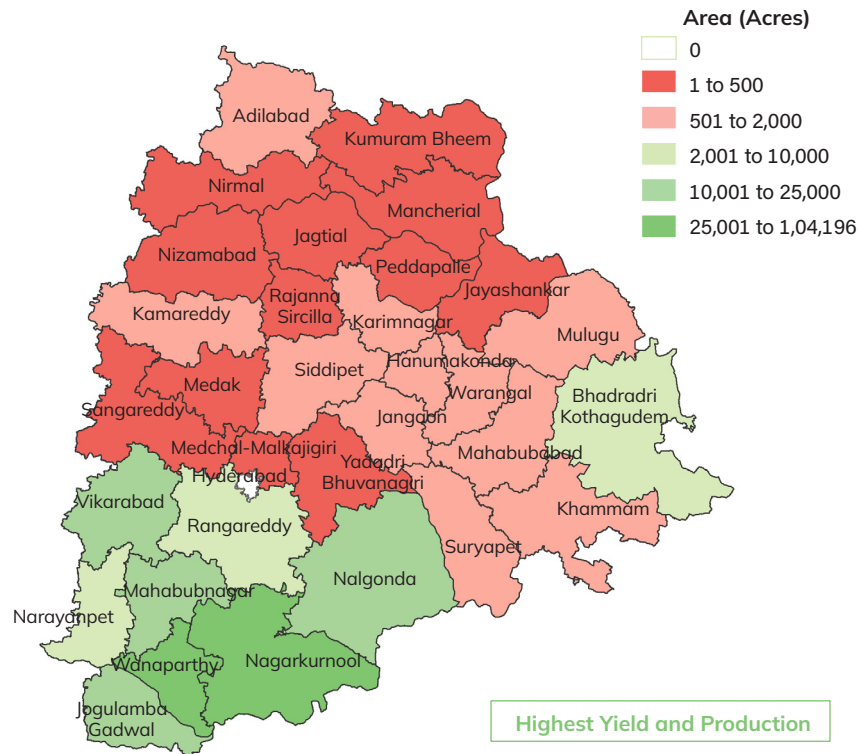 Area (Acres)
0
1 to 500
501 to 2,000
2,001 to 10,000
10,001 to 25,000
25,001 to 1,04,196
Adilabad
Kumuram Bheem
Nirmal
Mancherial
Jagtial
Nizamabad
Peddapalle
Jayashankar
Rajanna
Sircilla
Kamareddy
Karimnagar
Mulugu
Hanumakonda
Siddipet
Medak
Warangal
Bhadradri
Kothagudem
Sangareddy
Jangaon
Medchal-Malkajigiri
Mahabubabad
Yadadri
Bhuvanagiri
Hyderabad
Vikarabad
Khammam
Rangareddy
Suryapet
Nalgonda
Mahabubnagar
Narayanpet
Wanaparthy
Nagarkurnool
Jogulamba
Gadwal
Highest Yield and Production